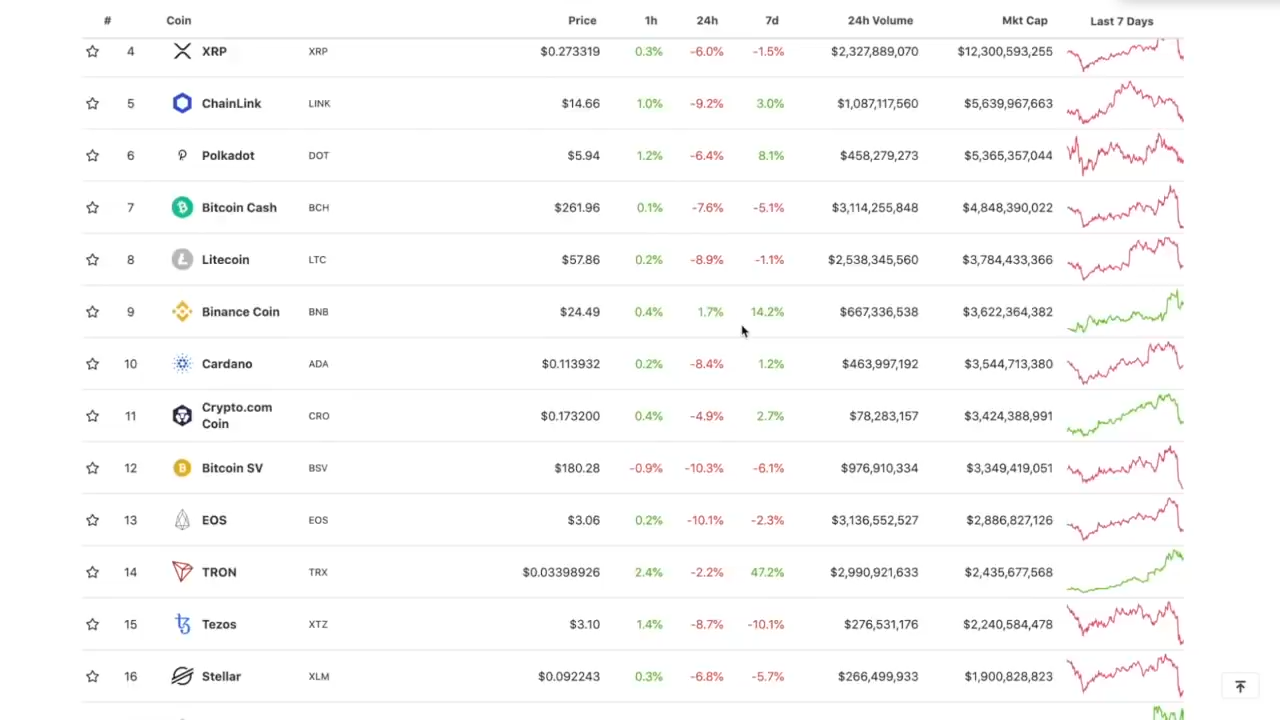 # Coin Price 1h 24h 7d 24h Volume Mkt Cap Last 7 Days
4 XRP XRP $0.273319 0.3% -6.0% -1.5% $2,327,889,070 $12,300,593,255
5 ChainLink LINK $14.66 1.0% -9.2% 3.0% $1,087,117,560 $5,639,967,663
6 Polkadot DOT $5.94 1.2% -6.4% 8.1% $458,279,273 $5,365,357,044
7 Bitcoin Cash BCH $261.96 0.1% -7.6% -5.1% $3,114,255,848 $4,848,390,022
8 Litecoin LTC $57.86 0.2% -8.9% -1.1% $2,538,345,560 $3,784,433,366
9 Binance Coin BNB $24.49 0.4% 1.7% 14.2% $667,336,538 $3,622,364,382
10 Cardano ADA $0.113932 0.2% -8.4% 1.2% $463,997,192 $3,544,713,380
11 Crypto.com Coin CRO $0.173200 0.4% -4.9% 2.7% $78,283,157 $3,424,388,991
12 Bitcoin SV BSV $180.28 -0.9% -10.3% -6.1% $976,910,334 $3,349,419,051
13 EOS EOS $3.06 0.2% -10.1% -2.3% $3,136,552,527 $2,886,827,126
14 TRON TRX $0.03398926 2.4% -2.2% 47.2% $2,990,921,633 $2,435,677,568
15 Tezos XTZ $3.10 1.4% -8.7% -10.1% $276,531,176 $2,240,584,478
16 Stellar XLM $0.092243 0.3% -6.8% -5.7% $266,499,933 $1,900,828,823